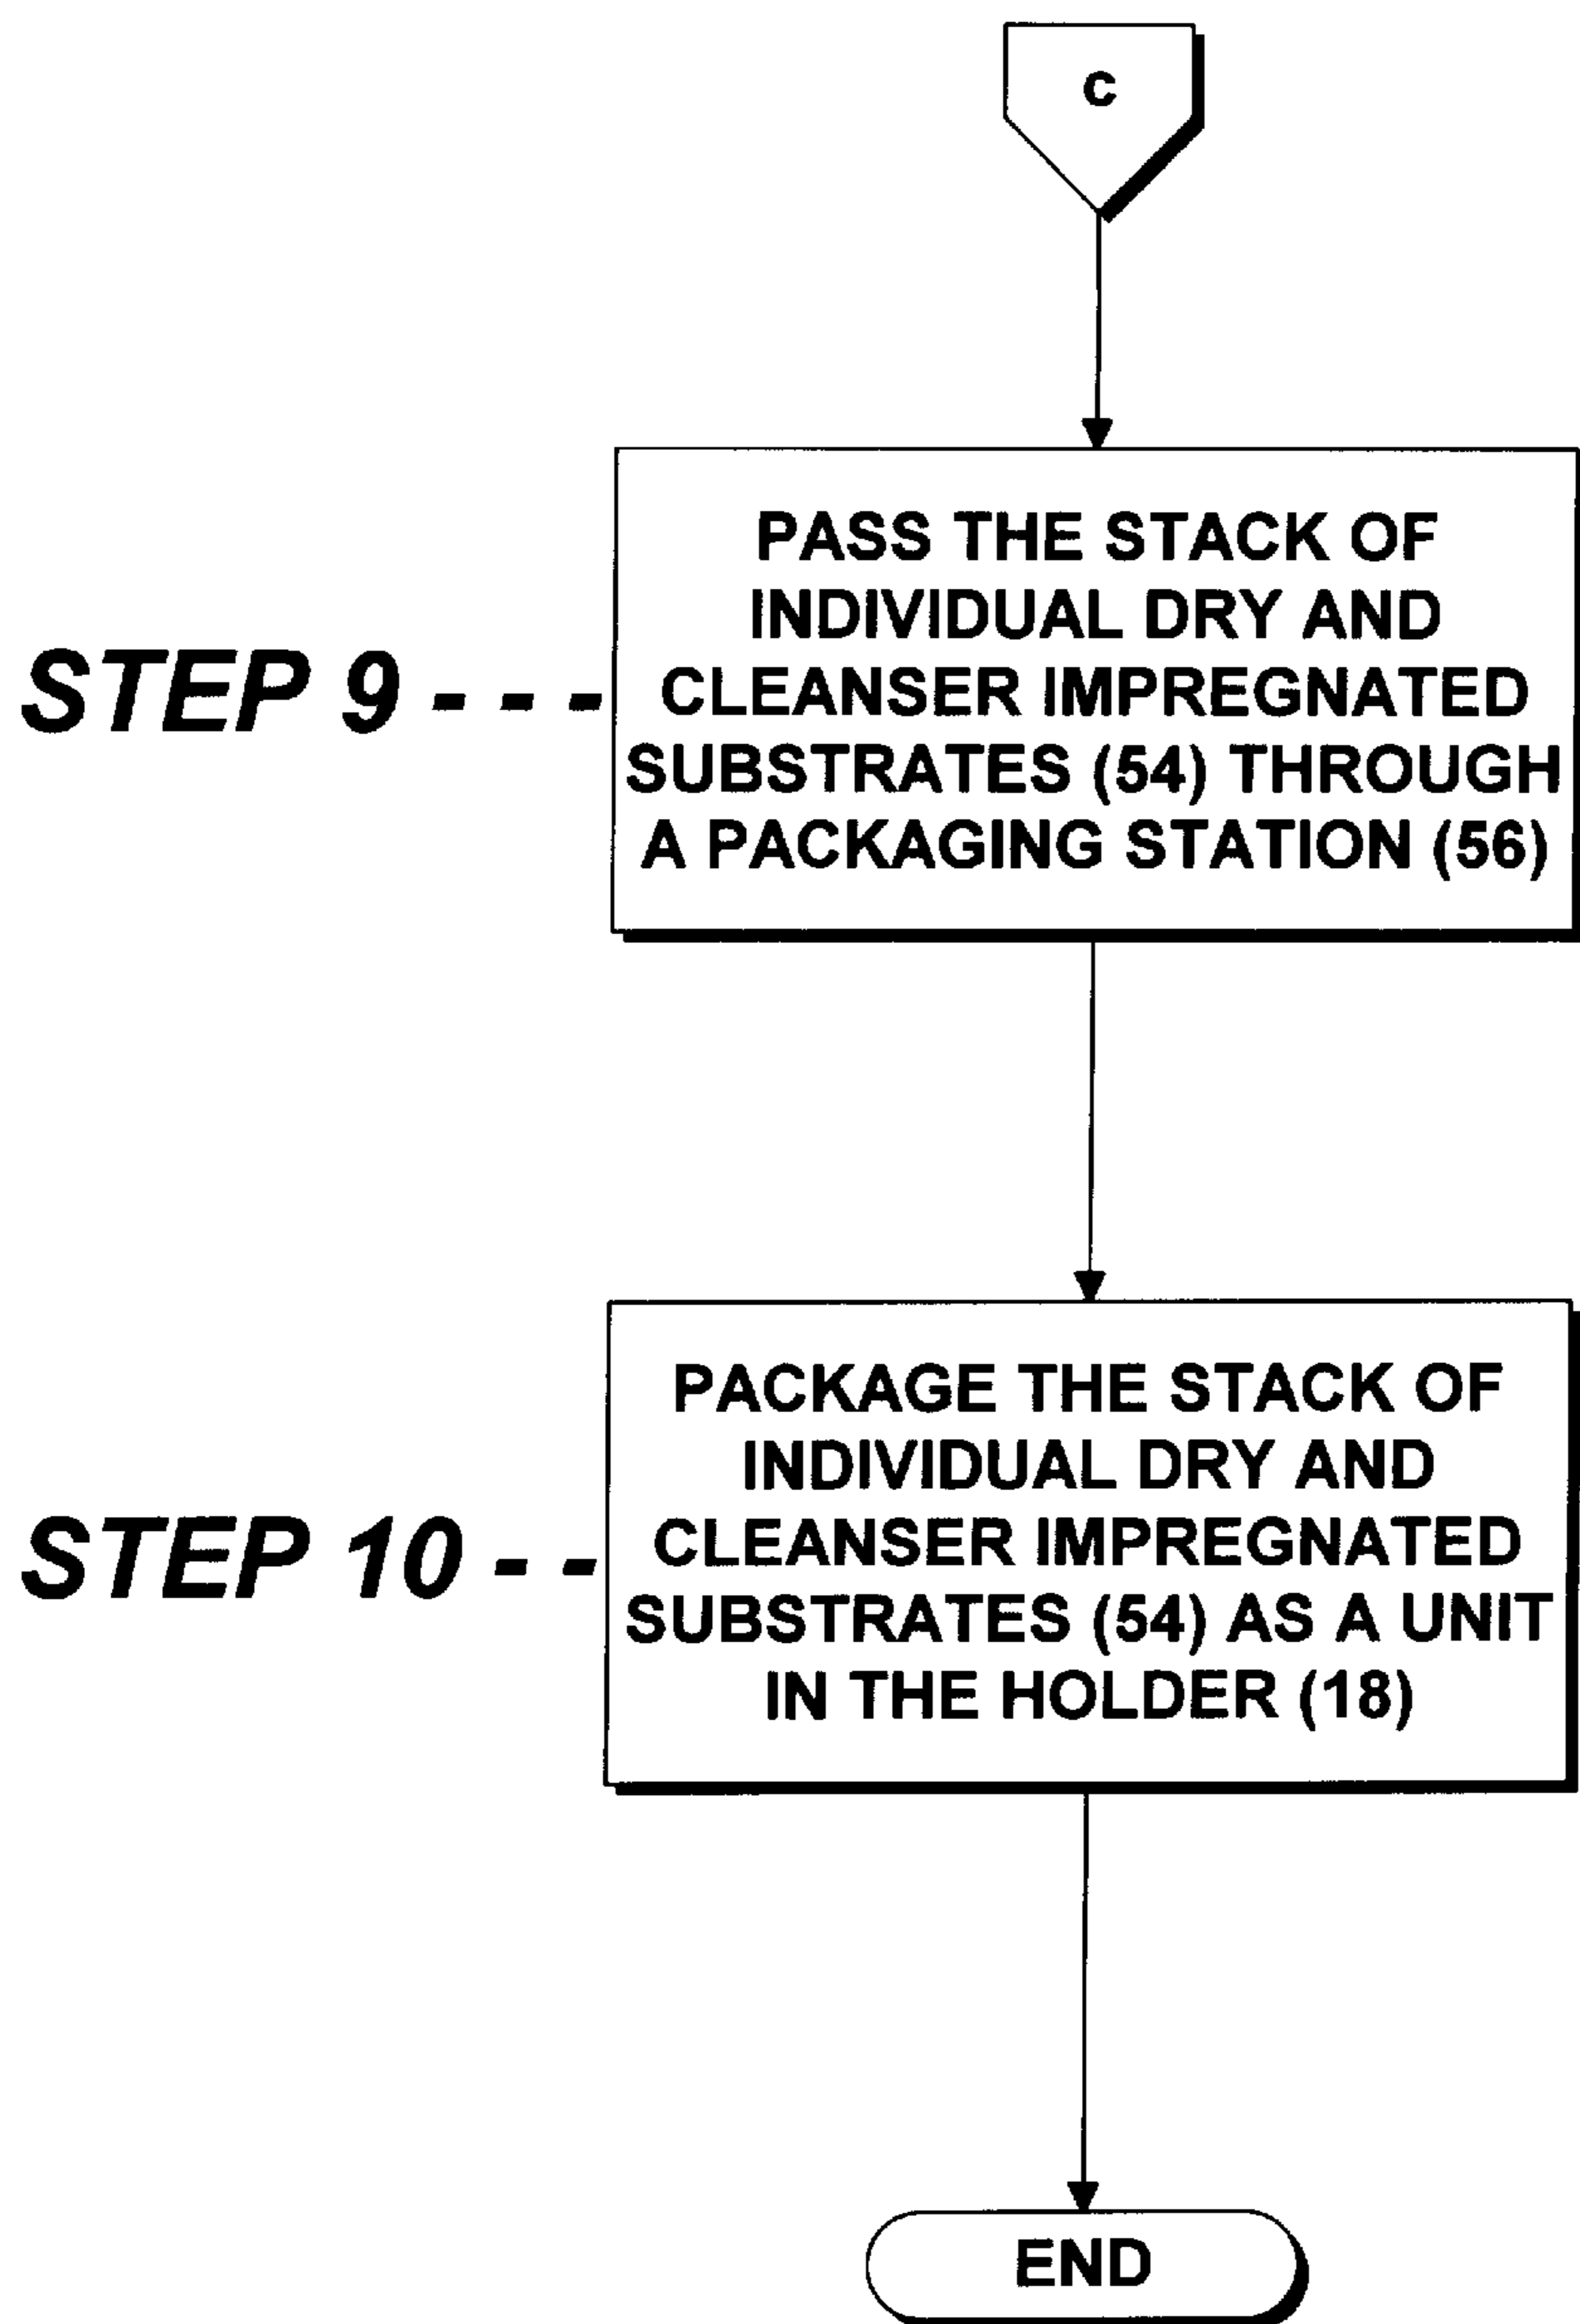 C
PASS THE STACK OF
INDIVIDUAL DRY AND
STEP 9 - - - CLEANSER IMPREGNATED
SUBSTRATES (54) THROUGH
A PACKAGING STATION (56)
PACKAGE THE STACK OF
INDIVIDUAL DRY AND
STEP 10 - - CLEANSER IMPREGNATED
SUBSTRATES (54) AS A UNIT
IN THE HOLDER (18)
END